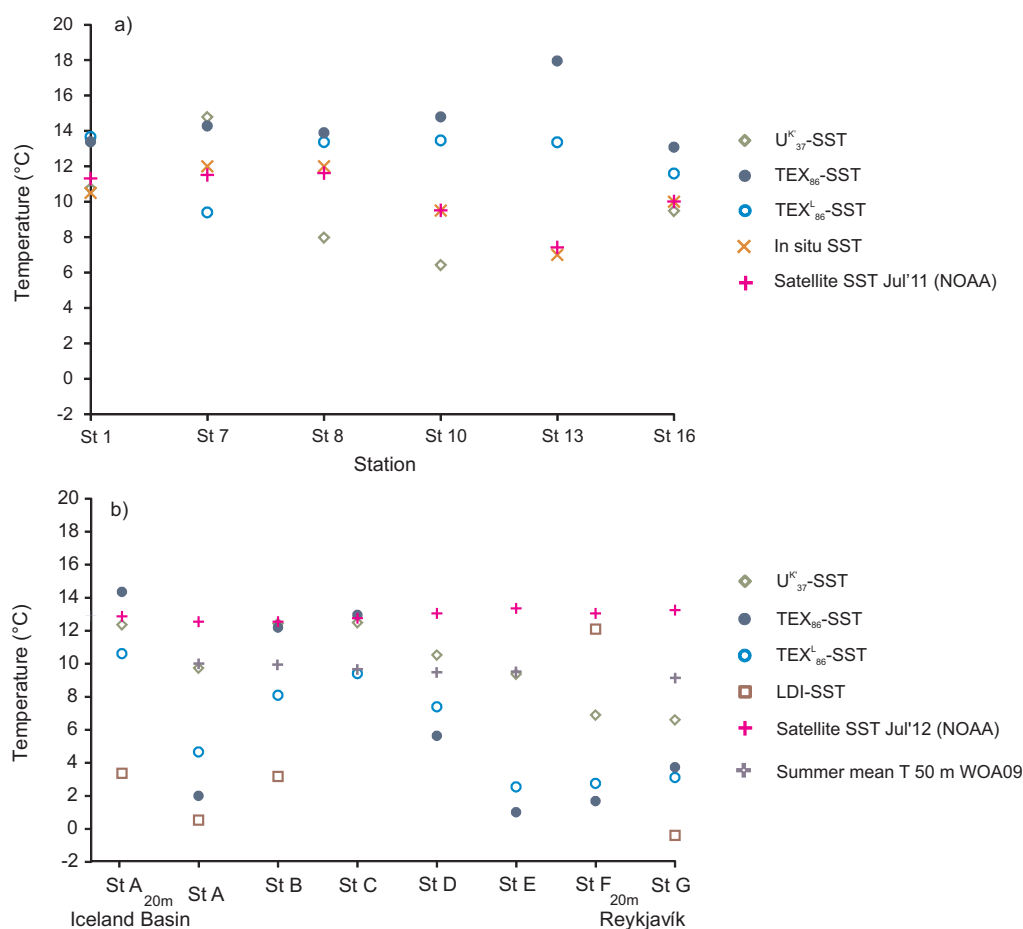 a)
Temperature (°C)
20
18
16
14
12
10
8
6
4
2
0
-2
St 1 St 7 St 8 St 10 St 13 St 16
Station
U^K'_37-SST
TEX_86-SST
TEX^L_86-SST
In situ SST
Satellite SST Jul'11 (NOAA)
b)
Temperature (°C)
20
18
16
14
12
10
8
6
4
2
0
-2
St A 20m St A St B St C St D St E St F 20m St G
Iceland Basin Reykjavík
U^K'_37-SST
TEX_86-SST
TEX^L_86-SST
LDI-SST
Satellite SST Jul'12 (NOAA)
Summer mean T 50 m WOA09